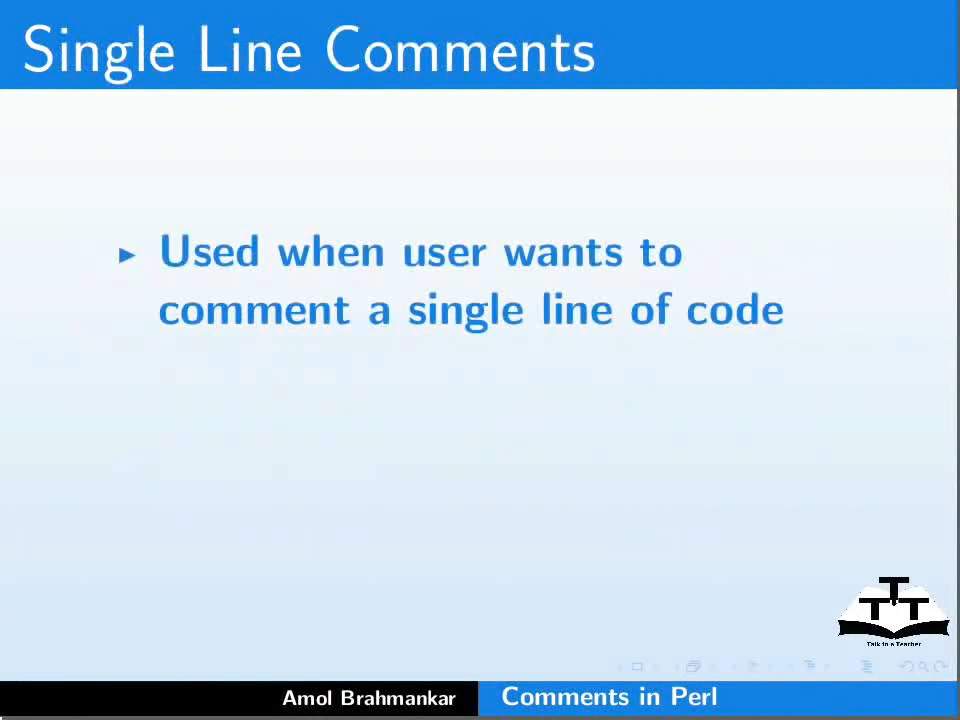 Single Line Comments
Used when user wants to
comment a single line of code
TTT
Talk to a Teacher
Amol Brahmankar
Comments in Perl